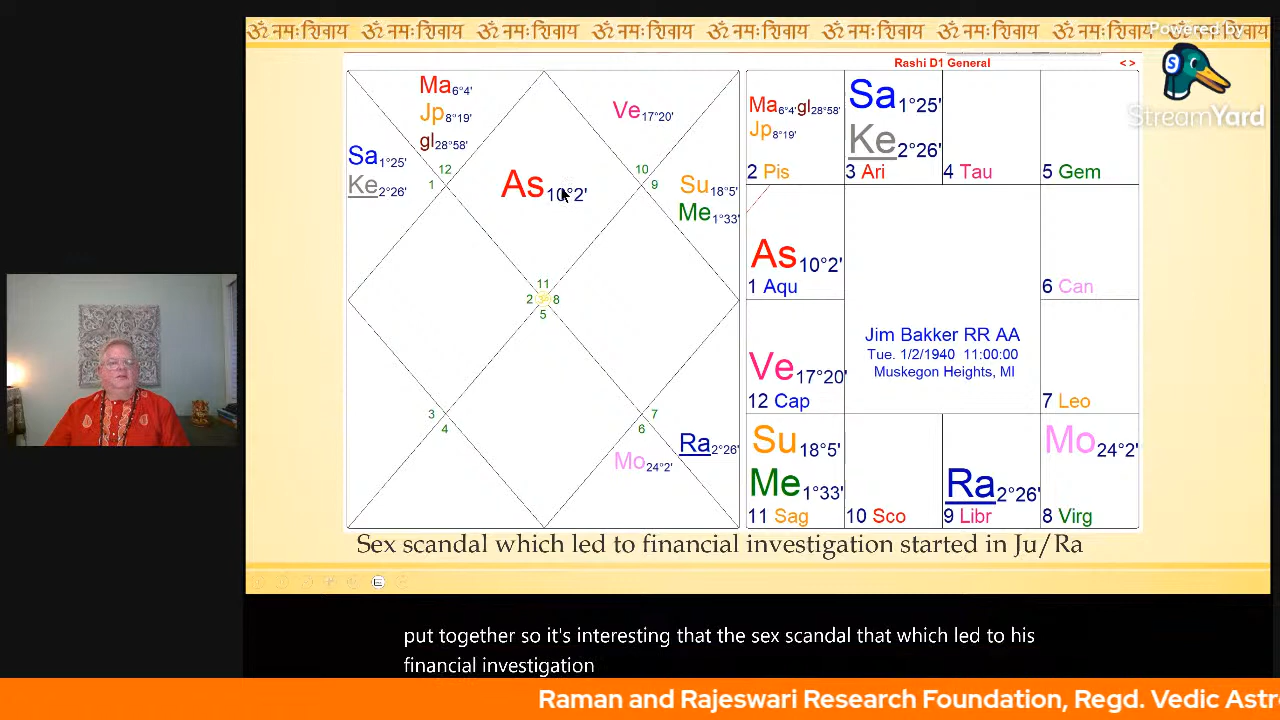 ॐ नमः शिवाय ॐ नमः शिवाय ॐ नमः शिवाय ॐ नमः शिवाय ॐ नमः शिवाय ॐ नमः शिवाय ॐ नमः शिवाय ॐ नमः शिवाय ॐ नमः
Powered by
StreamYard
Rashi D1 General < >
Ma6°4'
Jp8°19'
gl28°58'
Ve17°20'
Sa1°25'
Ke2°26'
12
1
As10°2'
10
9
Su18°5'
Me1°33'
11
2
8
5
3
4
7
6
Ra2°26'
Mo24°2'
Ma6°4'gl28°58'
Jp8°19'
2 Pis
Sa1°25'
Ke2°26'
3 Ari
4 Tau
5 Gem
As10°2'
1 Aqu
6 Can
Jim Bakker RR AA
Tue. 1/2/1940 11:00:00
Muskegon Heights, MI
Ve17°20'
12 Cap
7 Leo
Su18°5'
Me1°33'
11 Sag
10 Sco
Ra2°26'
9 Libr
Mo24°2'
8 Virg
Sex scandal which led to financial investigation started in Ju/Ra
put together so it's interesting that the sex scandal that which led to his
financial investigation
Raman and Rajeswari Research Foundation, Regd. Vedic Astr